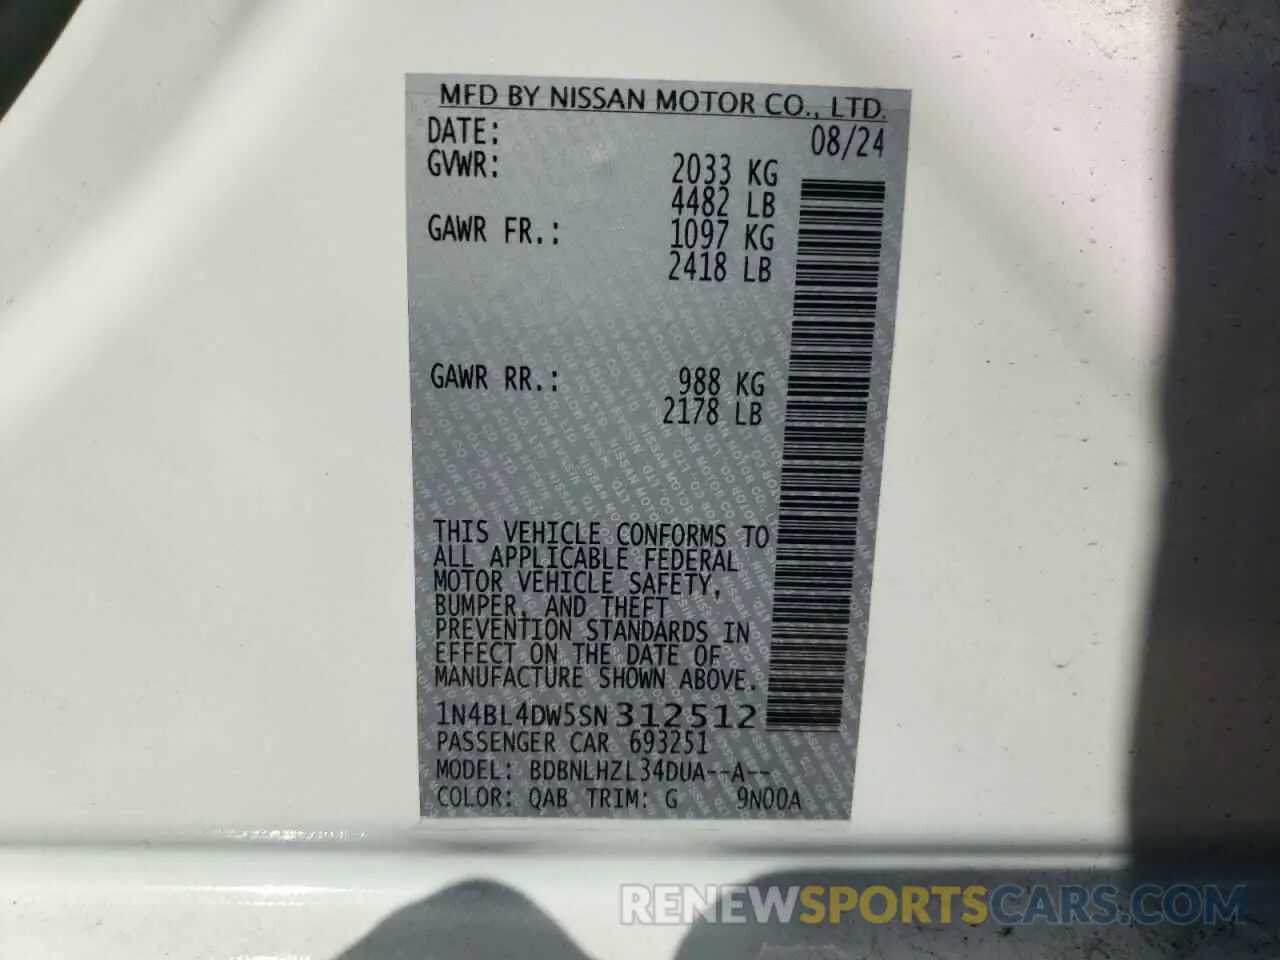 MFD BY NISSAN MOTOR CO., LTD.
DATE: 08/24
GVWR: 2033 KG
4482 LB
GAWR FR.: 1097 KG
2418 LB
GAWR RR.: 988 KG
2178 LB
THIS VEHICLE CONFORMS TO
ALL APPLICABLE FEDERAL
MOTOR VEHICLE SAFETY,
BUMPER, AND THEFT
PREVENTION STANDARDS IN
EFFECT ON THE DATE OF
MANUFACTURE SHOWN ABOVE.
1N4BL4DW5SN312512
PASSENGER CAR 693251
MODEL: BDBNLHZL34DUA--A--
COLOR: QAB TRIM: G 9N00A
RENEWSPORTSCARS.COM